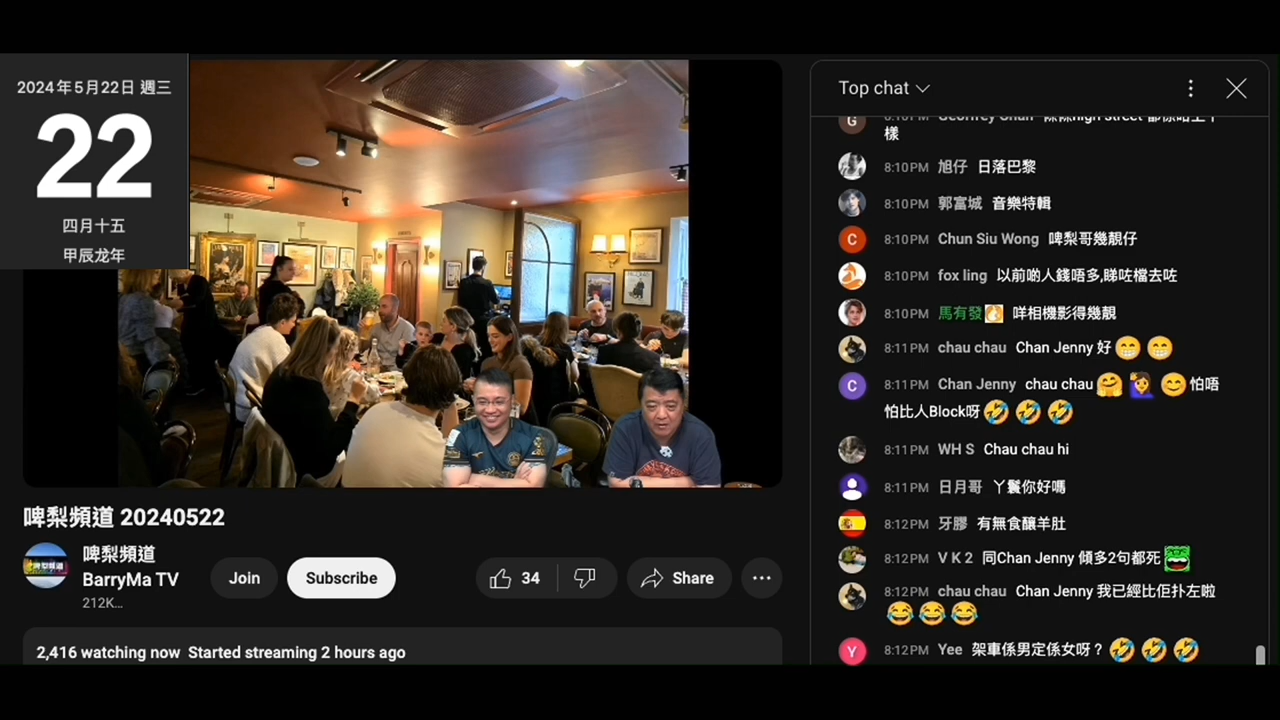 2024年5月22日 週三
22
四月十五
甲辰龙年
啤梨頻道 20240522
啤梨頻道
BarryMa TV
212K...
Join
Subscribe
34
Share
2,416 watching now Started streaming 2 hours ago
Top chat
樣
8:10PM 旭仔 日落巴黎
8:10PM 郭富城 音樂特輯
C
8:10PM Chun Siu Wong 啤梨哥幾靚仔
8:10PM fox ling 以前啲人錢唔多,睇咗檔去咗
8:10PM 馬有發 咩相機影得幾靚
8:11PM chau chau Chan Jenny 好😁😁
C
8:11PM Chan Jenny chau chau🤗🙋‍♀️😊怕唔
怕比人Block呀🤣🤣🤣
8:11PM WH S Chau chau hi
8:11PM 日月哥 丫鬟你好嗎
8:12PM 牙膠 有無食釀羊肚
8:12PM V K 2 同Chan Jenny 傾多2句都死
8:12PM chau chau Chan Jenny 我已經比佢扑左啦
😂😂😂
Y
8:12PM Yee 架車係男定係女呀？🤣🤣🤣